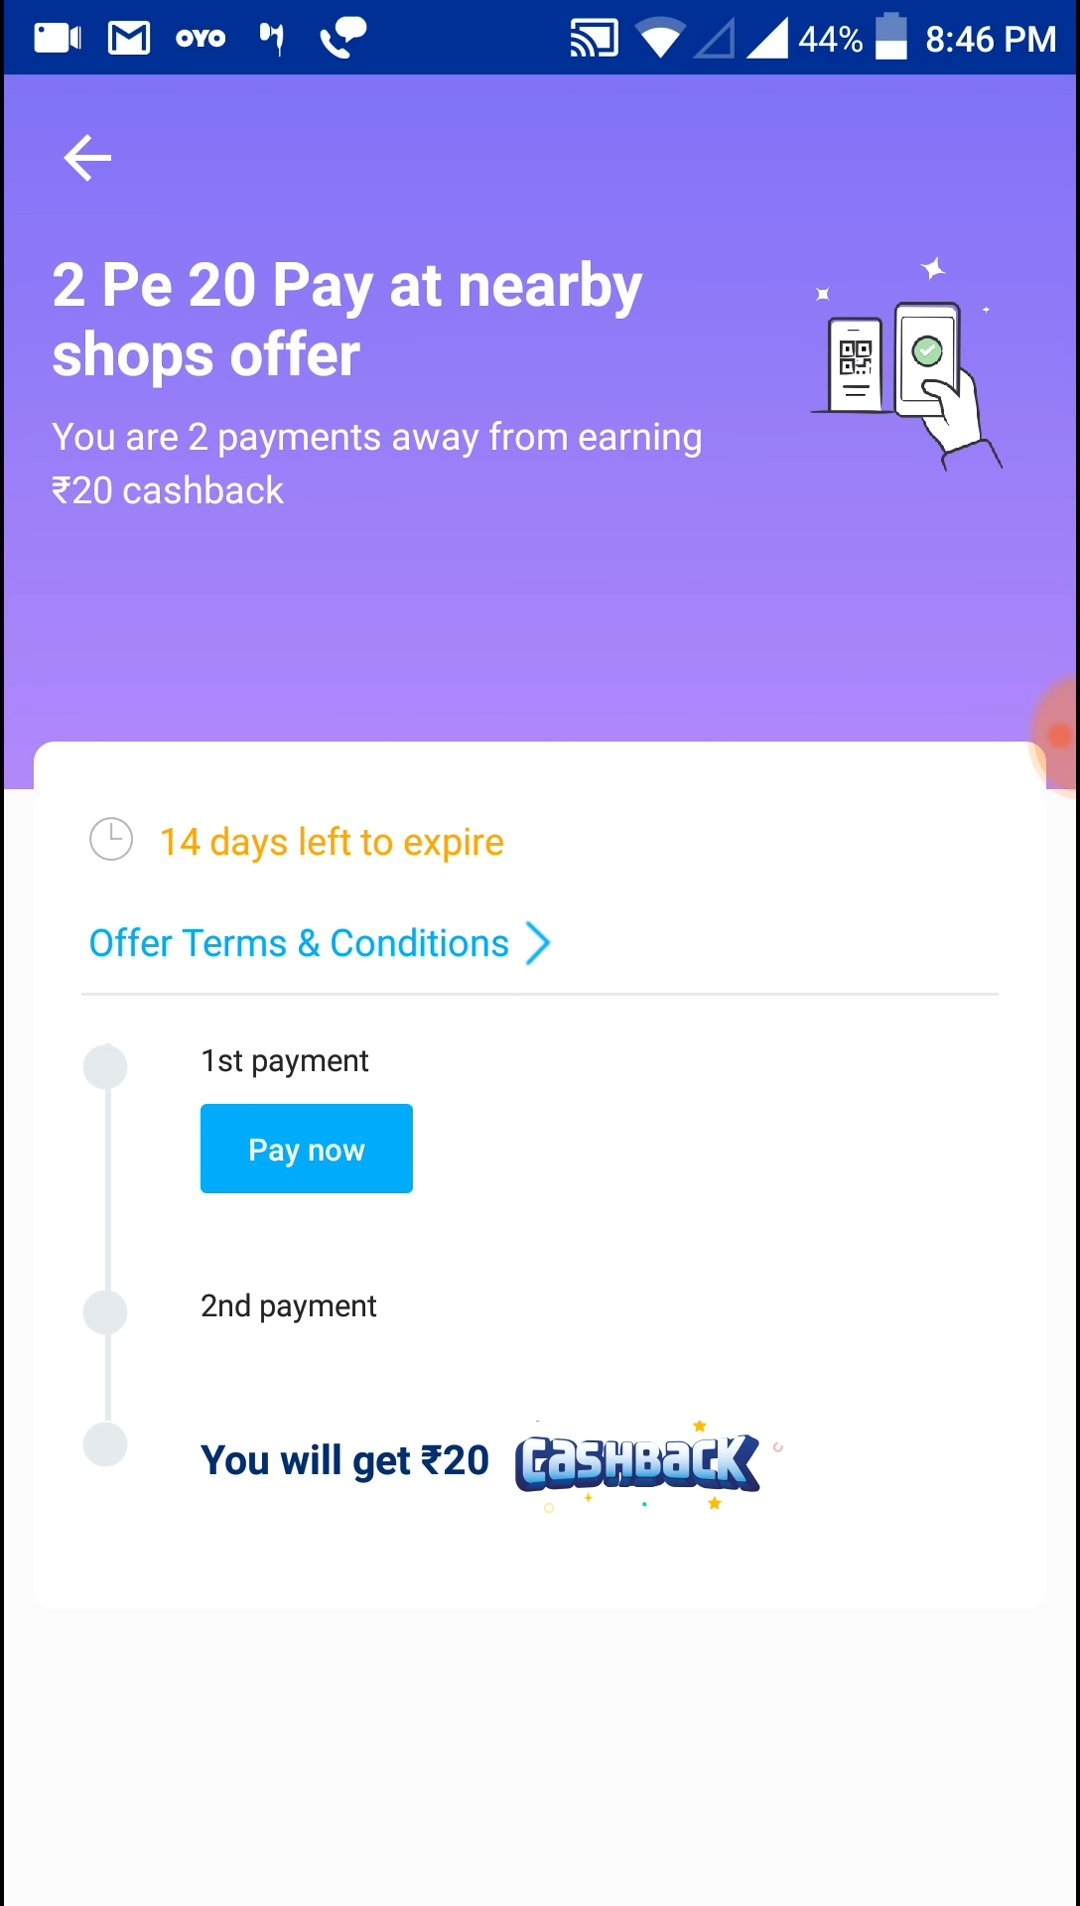 OYO
44%
8:46 PM
2 Pe 20 Pay at nearby
shops offer
You are 2 payments away from earning
₹20 cashback
14 days left to expire
Offer Terms & Conditions
1st payment
Pay now
2nd payment
You will get ₹20 CASHBACK